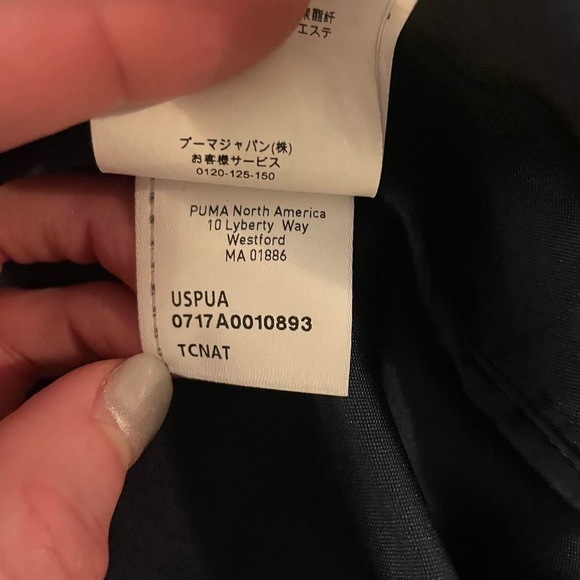 エステ
プーマジャパン(株)
お客様サービス
0120-125-150
PUMA North America
10 Lyberty Way
Westford
MA 01886
USPUA
0717A0010893
TCNAT